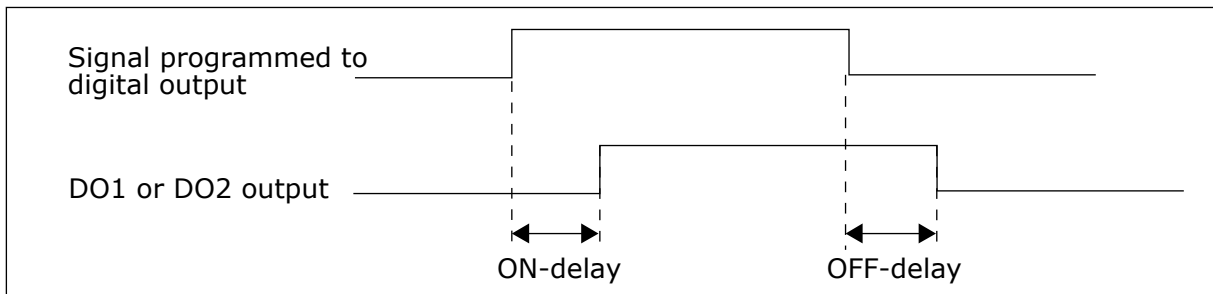 Signal programmed to
digital output
DO1 or DO2 output
ON-delay
OFF-delay